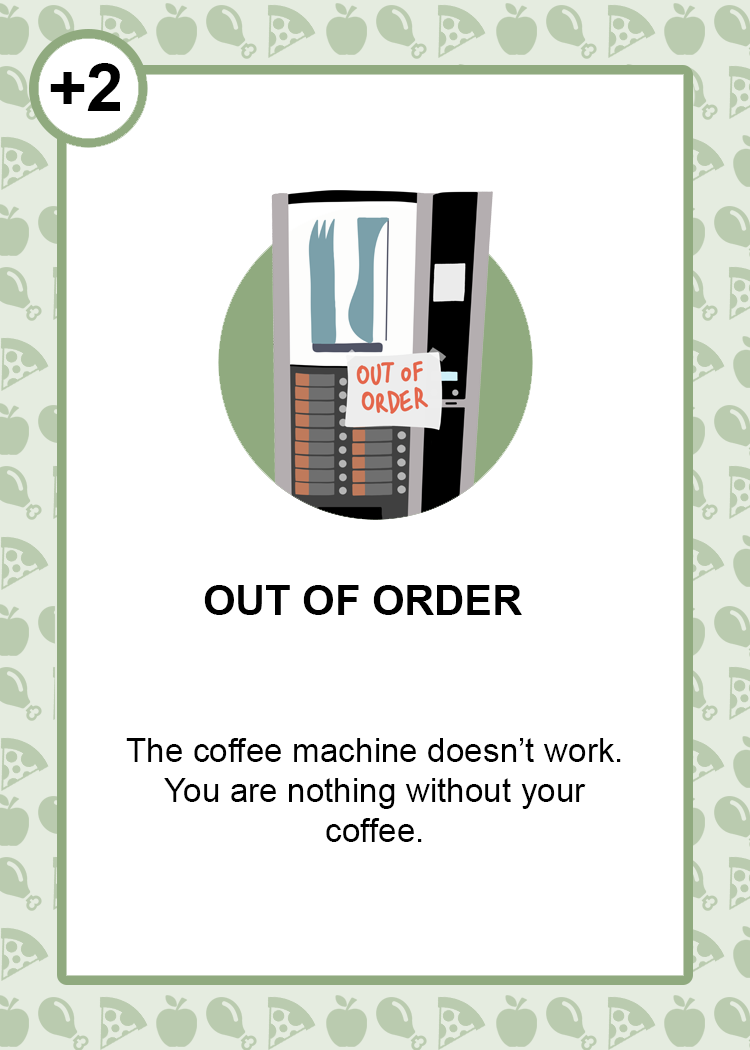 +2
OUT OF
ORDER
OUT OF ORDER
The coffee machine doesn’t work.
You are nothing without your
coffee.